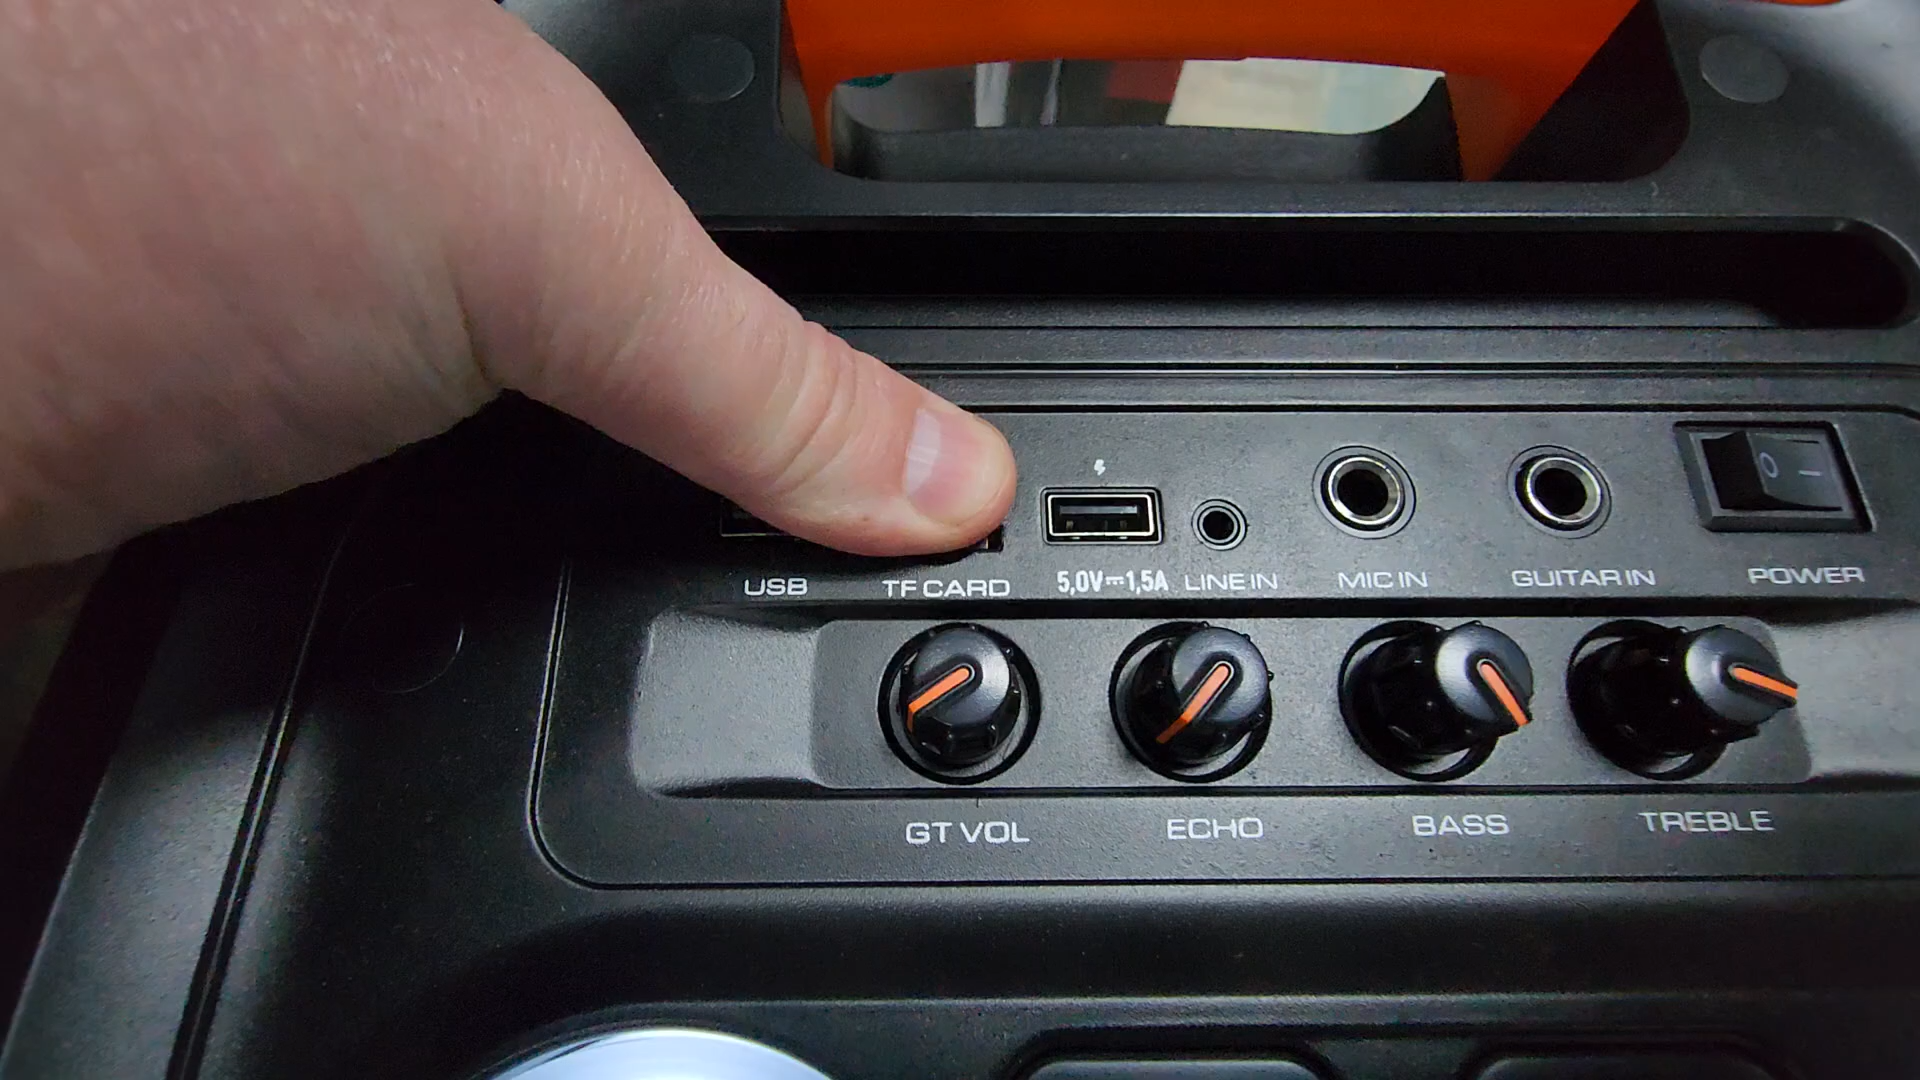 USB TF CARD 5,0V⎓1,5A LINE IN MIC IN GUITAR IN POWER
GT VOL ECHO BASS TREBLE